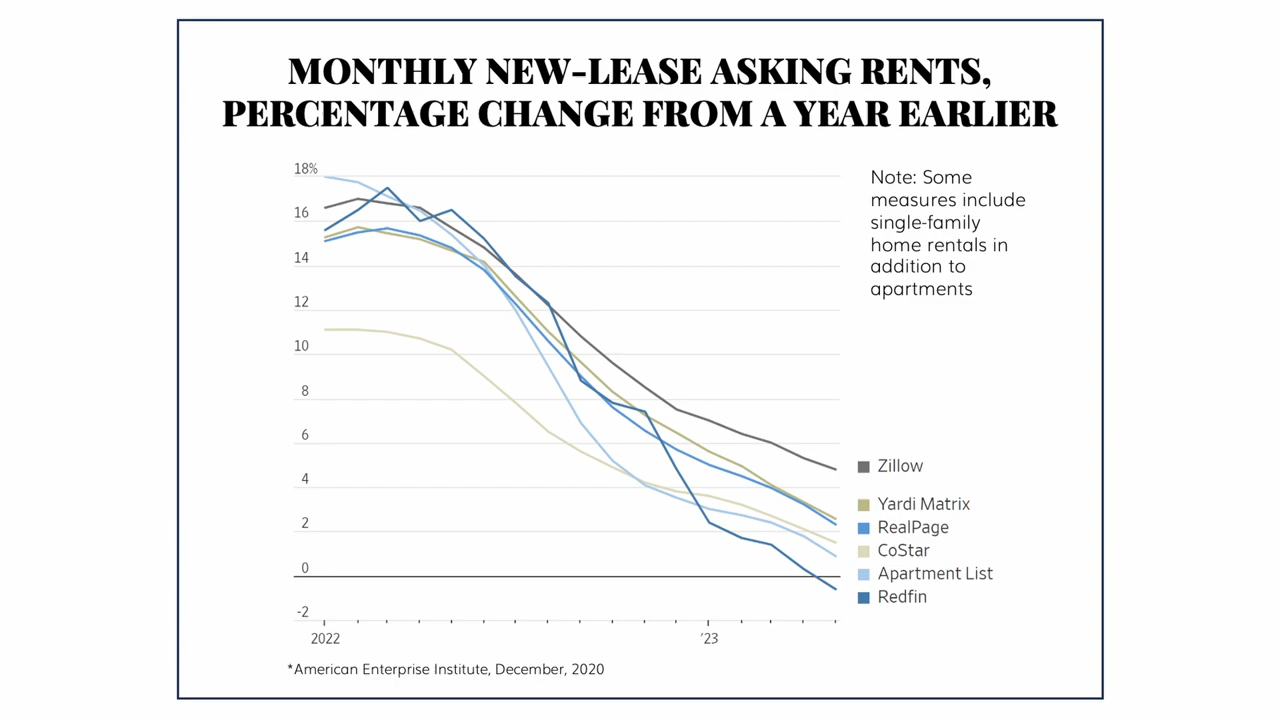 MONTHLY NEW-LEASE ASKING RENTS,
PERCENTAGE CHANGE FROM A YEAR EARLIER
18%
16
14
12
10
8
6
4
2
0
-2
2022
’23
Note: Some
measures include
single-family
home rentals in
addition to
apartments
Zillow
Yardi Matrix
RealPage
CoStar
Apartment List
Redfin
*American Enterprise Institute, December, 2020